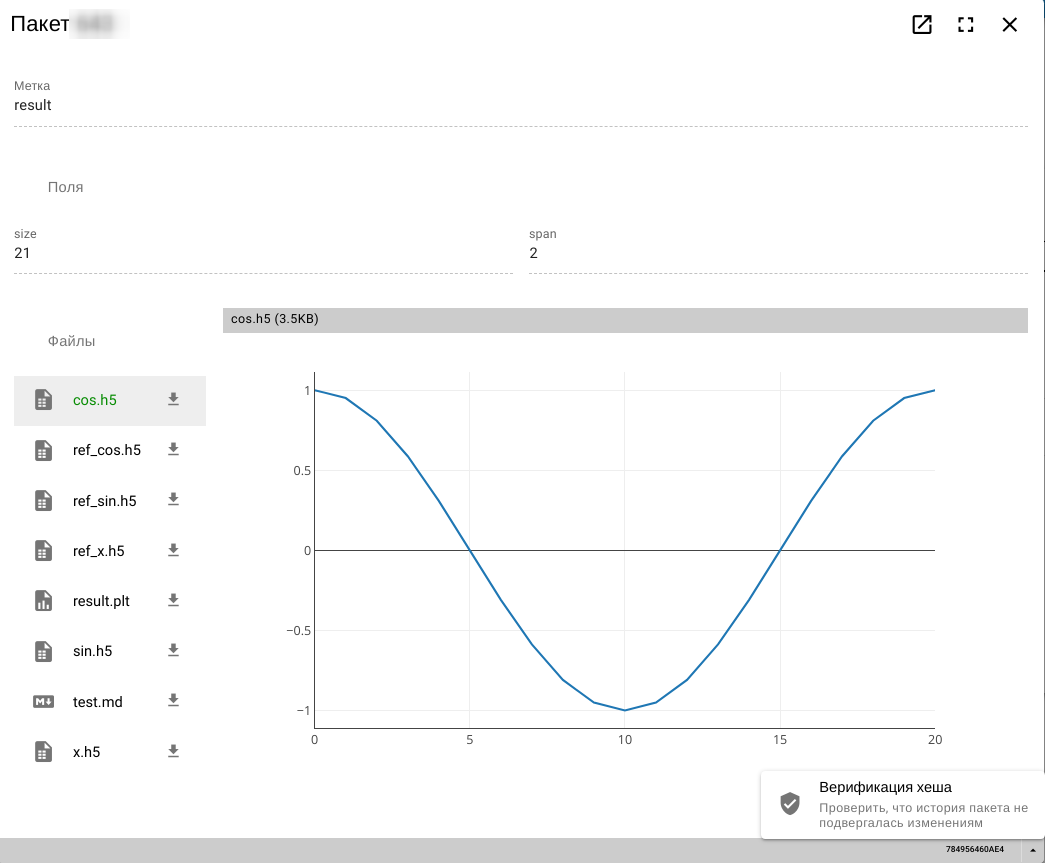 Пакет
Метка
result
Поля
size
span
21
2
cos.h5 (3.5KB)
Файлы
cos.h5
ref_cos.h5
ref_sin.h5
ref_x.h5
result.plt
sin.h5
M
test.md
x.h5
1
0.5
0
−0.5
−1
0
5
10
15
20
Верификация хеша
Проверить, что история пакета не
подвергалась изменениям
784956460AE4